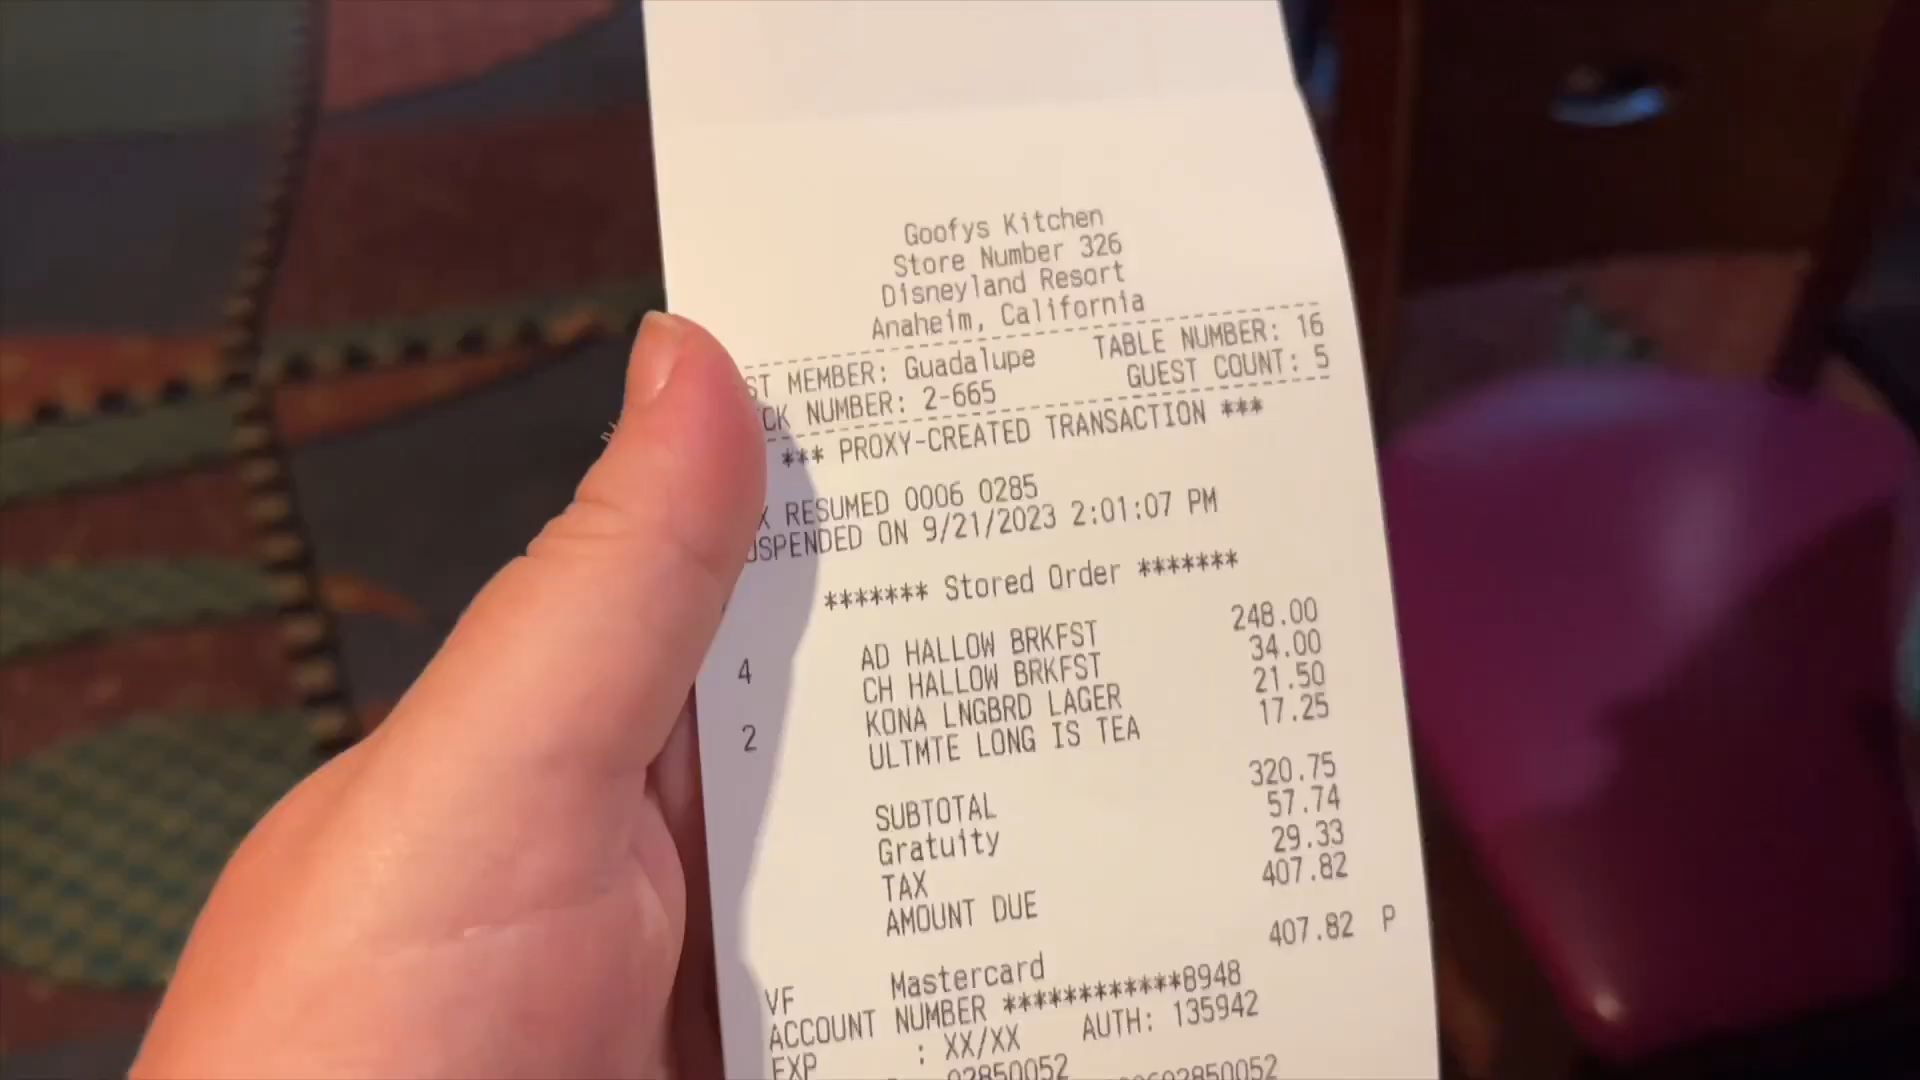 Goofys Kitchen
Store Number 326
Disneyland Resort
Anaheim, California
ST MEMBER: Guadalupe TABLE NUMBER: 16
CK NUMBER: 2-665 GUEST COUNT: 5
*** PROXY-CREATED TRANSACTION ***
X RESUMED 0006 0285
USPENDED ON 9/21/2023 2:01:07 PM
******* Stored Order *******
4 AD HALLOW BRKFST 248.00
CH HALLOW BRKFST 34.00
2 KONA LNGBRD LAGER 21.50
ULTMTE LONG IS TEA 17.25
SUBTOTAL 320.75
Gratuity 57.74
TAX 29.33
AMOUNT DUE 407.82
VF Mastercard 407.82 P
ACCOUNT NUMBER ************8948
EXP : XX/XX AUTH: 135942
02850052